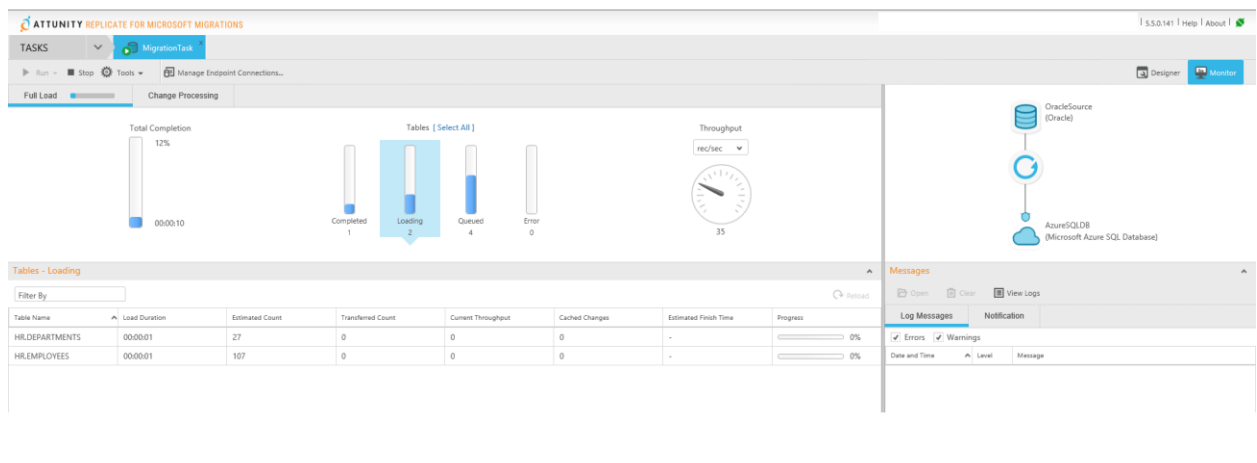 ATTUNITY REPLICATE FOR MICROSOFT MIGRATIONS
5.5.0.141 | Help | About |
TASKS MigrationTask x
Run Stop Tools Manage Endpoint Connections... Designer Monitor
Full Load Change Processing
Total Completion
12%
00:00:10
Tables [ Select All ]
Completed Loading Queued Error
1 2 4 0
Throughput
rec/sec
35
OracleSource
(Oracle)
AzureSQLDB
(Microsoft Azure SQL Database)
Tables - Loading
Filter By Reload
Table Name Load Duration Estimated Count Transferred Count Current Throughput Cached Changes Estimated Finish Time Progress
HR.DEPARTMENTS 00:00:01 27 0 0 0 - 0%
HR.EMPLOYEES 00:00:01 107 0 0 0 - 0%
Messages
Open Clear View Logs
Log Messages Notification
Errors Warnings
Date and Time Level Message